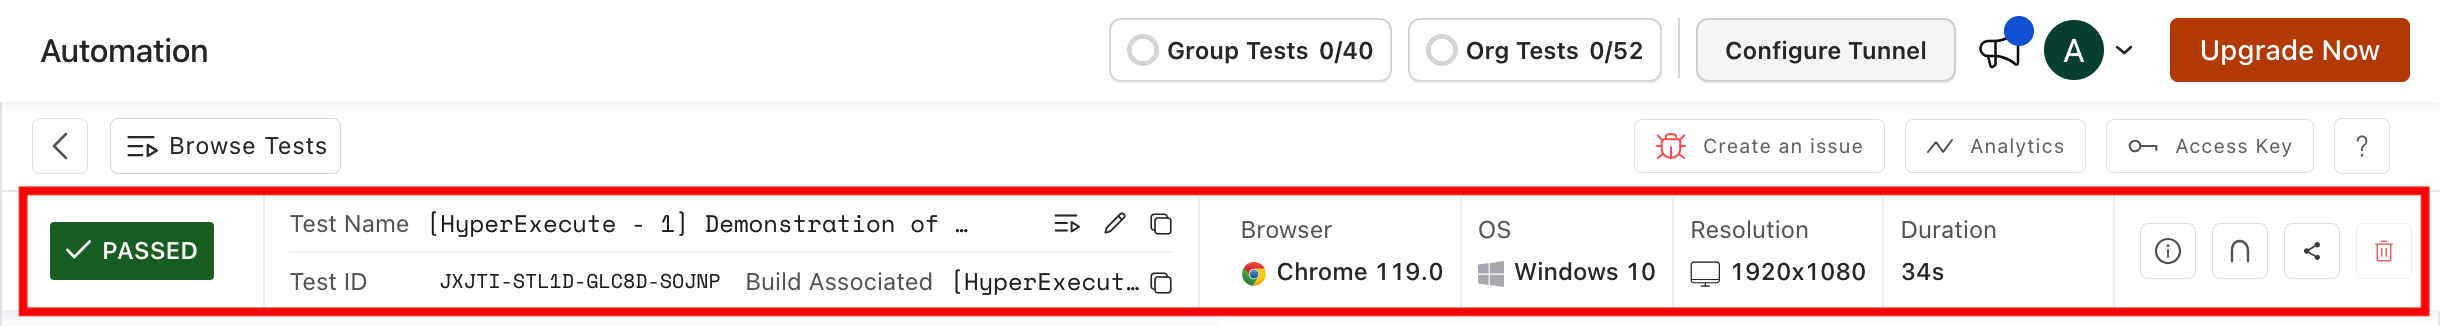 Automation
Group Tests 0/40
Org Tests 0/52
Configure Tunnel
A
Upgrade Now
Browse Tests
Create an issue
Analytics
Access Key
?
PASSED
Test Name [HyperExecute - 1] Demonstration of …
Test ID JXJTI-STL1D-GLC8D-SOJNP Build Associated [HyperExecut…
Browser
Chrome 119.0
OS
Windows 10
Resolution
1920x1080
Duration
34s